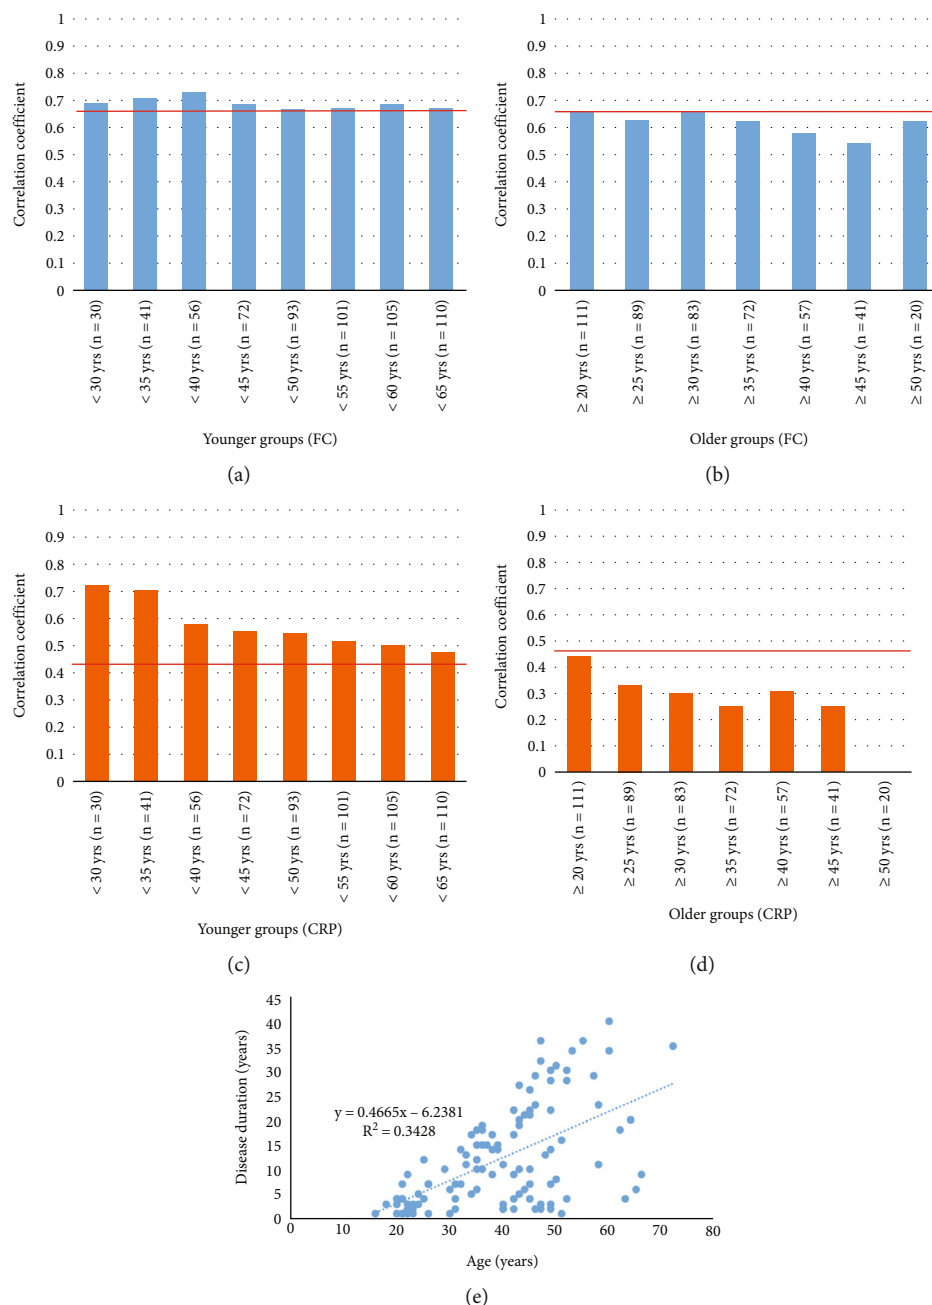 Correlation coefficient
1
0.9
0.8
0.7
0.6
0.5
0.4
0.3
0.2
0.1
0
< 30 yrs (n = 30)
< 35 yrs (n = 41)
< 40 yrs (n = 56)
< 45 yrs (n = 72)
< 50 yrs (n = 93)
< 55 yrs (n = 101)
< 60 yrs (n = 105)
< 65 yrs (n = 110)
Younger groups (FC)
(a)
Correlation coefficient
1
0.9
0.8
0.7
0.6
0.5
0.4
0.3
0.2
0.1
0
≥ 20 yrs (n = 111)
≥ 25 yrs (n = 89)
≥ 30 yrs (n = 83)
≥ 35 yrs (n = 72)
≥ 40 yrs (n = 57)
≥ 45 yrs (n = 41)
≥ 50 yrs (n = 20)
Older groups (FC)
(b)
Correlation coefficient
1
0.9
0.8
0.7
0.6
0.5
0.4
0.3
0.2
0.1
0
< 30 yrs (n = 30)
< 35 yrs (n = 41)
< 40 yrs (n = 56)
< 45 yrs (n = 72)
< 50 yrs (n = 93)
< 55 yrs (n = 101)
< 60 yrs (n = 105)
< 65 yrs (n = 110)
Younger groups (CRP)
(c)
Correlation coefficient
1
0.9
0.8
0.7
0.6
0.5
0.4
0.3
0.2
0.1
0
≥ 20 yrs (n = 111)
≥ 25 yrs (n = 89)
≥ 30 yrs (n = 83)
≥ 35 yrs (n = 72)
≥ 40 yrs (n = 57)
≥ 45 yrs (n = 41)
≥ 50 yrs (n = 20)
Older groups (CRP)
(d)
Disease duration (years)
45
40
35
30
25
20
15
10
5
0
y = 0.4665x – 6.2381
R² = 0.3428
0 10 20 30 40 50 60 70 80
Age (years)
(e)